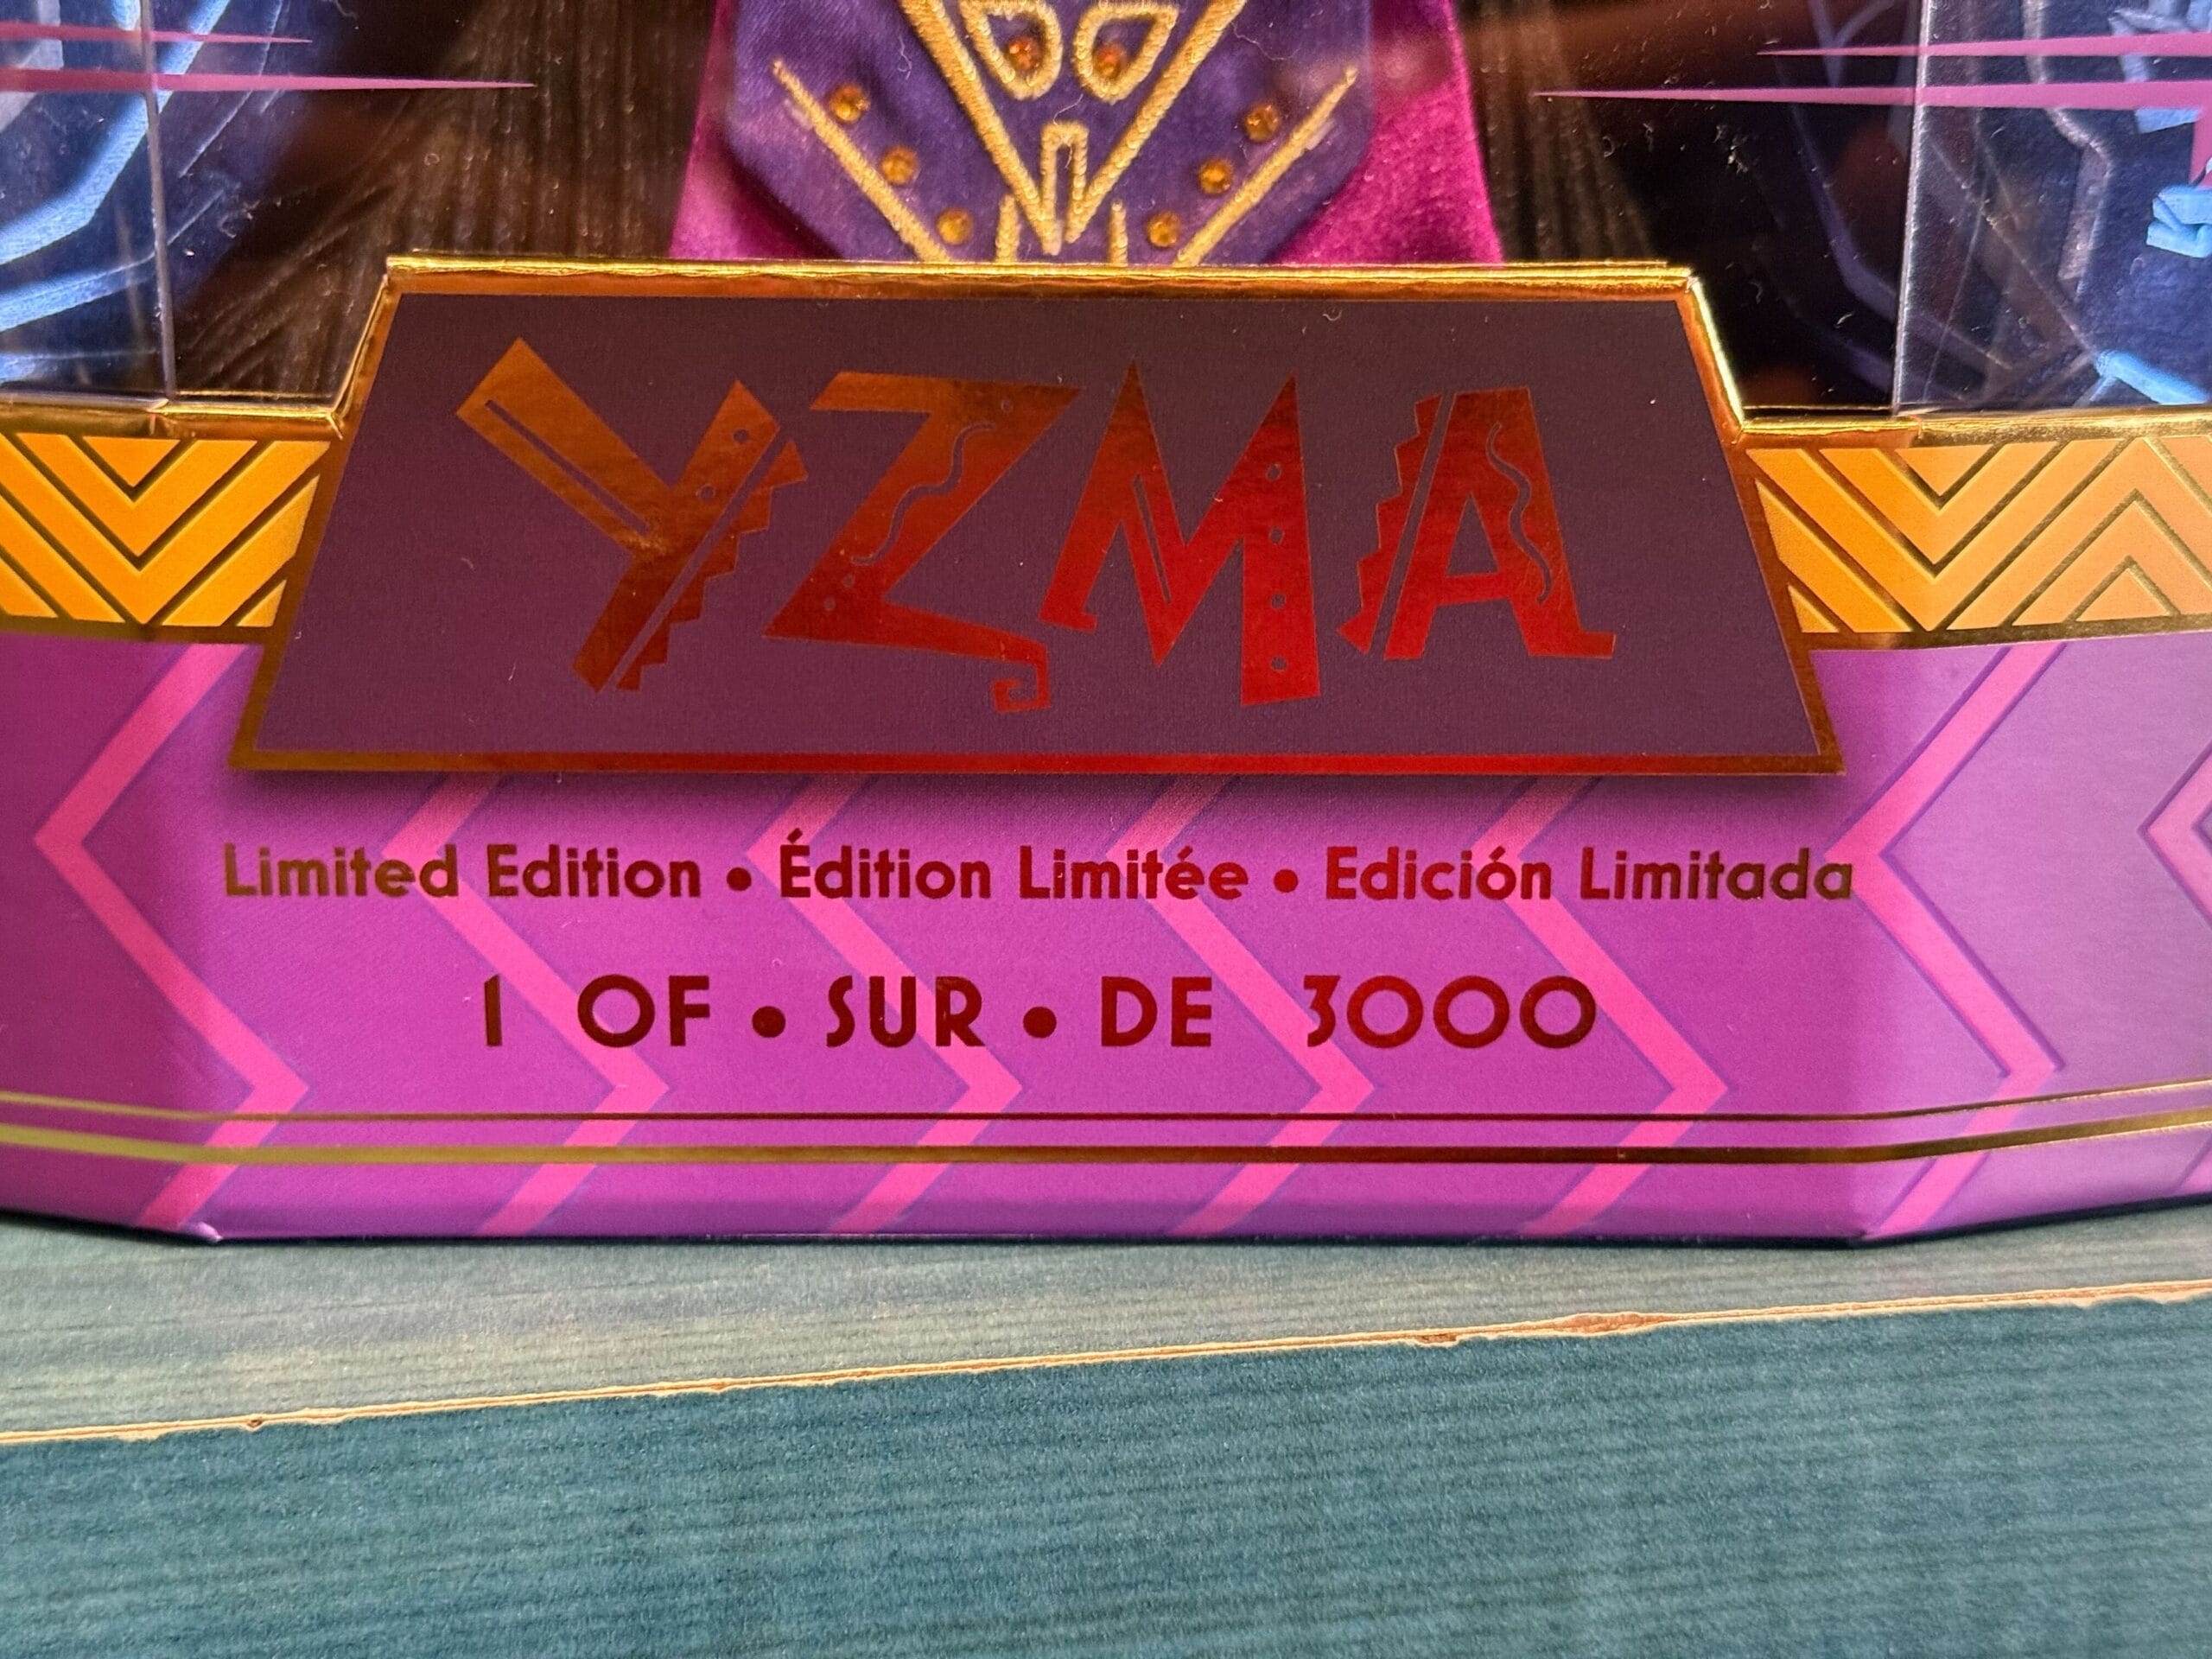 YZMA
Limited Edition • Édition Limitée • Edición Limitada
1 OF • SUR • DE 3000